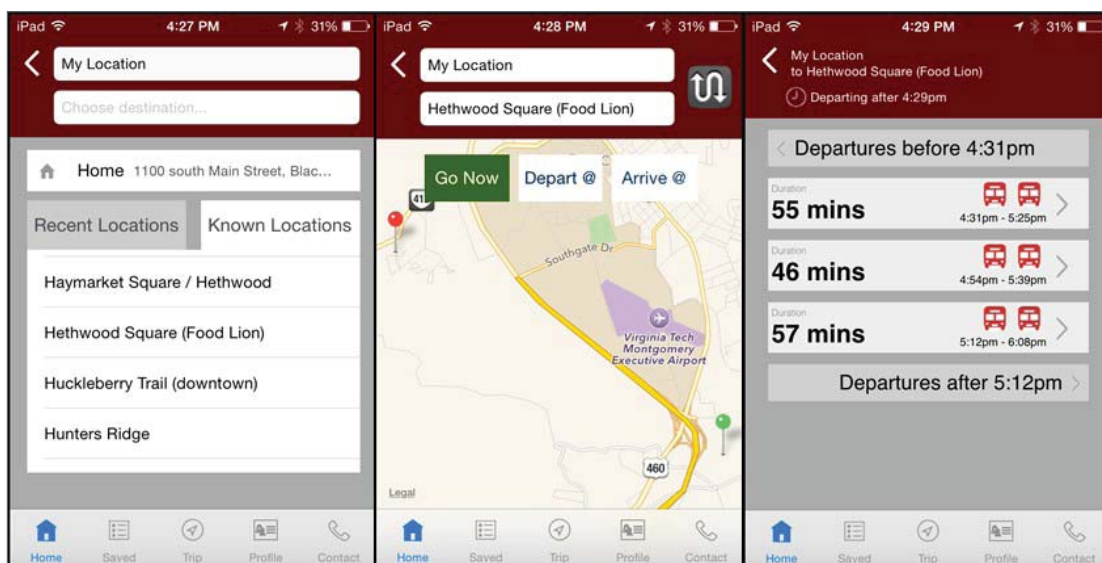 iPad
4:27 PM
31%
My Location
Choose destination...
Home 1100 south Main Street, Blac...
Recent Locations
Known Locations
Haymarket Square / Hethwood
Hethwood Square (Food Lion)
Huckleberry Trail (downtown)
Hunters Ridge
Home
Saved
Trip
Profile
Contact
iPad
4:28 PM
31%
My Location
Hethwood Square (Food Lion)
Go Now
Depart @
Arrive @
41
Southgate Dr
Virginia Tech
Montgomery
Executive Airport
460
Legal
Home
Saved
Trip
Profile
Contact
iPad
4:29 PM
31%
My Location
to Hethwood Square (Food Lion)
Departing after 4:29pm
Departures before 4:31pm
Duration
55 mins
4:31pm - 5:25pm
Duration
46 mins
4:54pm - 5:39pm
Duration
57 mins
5:12pm - 6:08pm
Departures after 5:12pm
Home
Saved
Trip
Profile
Contact